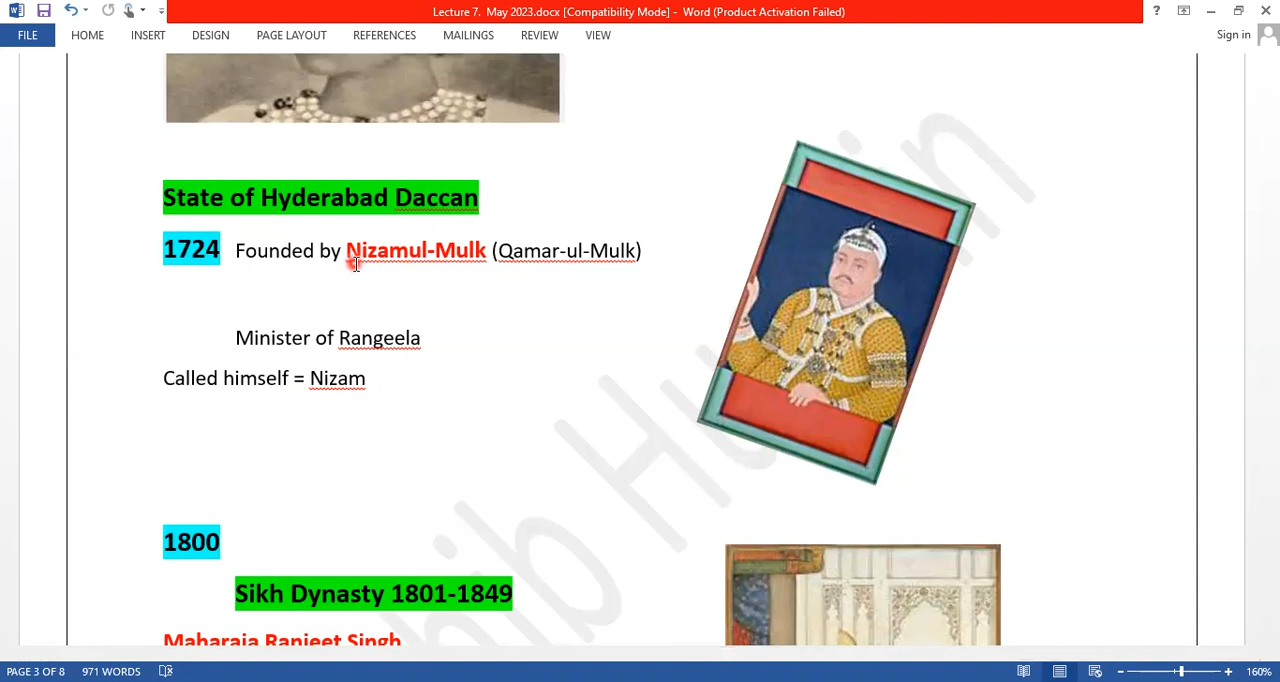 Lecture 7.  May 2023.docx [Compatibility Mode] -  Word (Product Activation Failed)
FILE HOME INSERT DESIGN PAGE LAYOUT REFERENCES MAILINGS REVIEW VIEW Sign in
State of Hyderabad Daccan
1724 Founded by Nizamul-Mulk (Qamar-ul-Mulk)
Minister of Rangeela
Called himself = Nizam
1800
Sikh Dynasty 1801-1849
Maharaja Ranjeet Singh
PAGE 3 OF 8 971 WORDS 160%